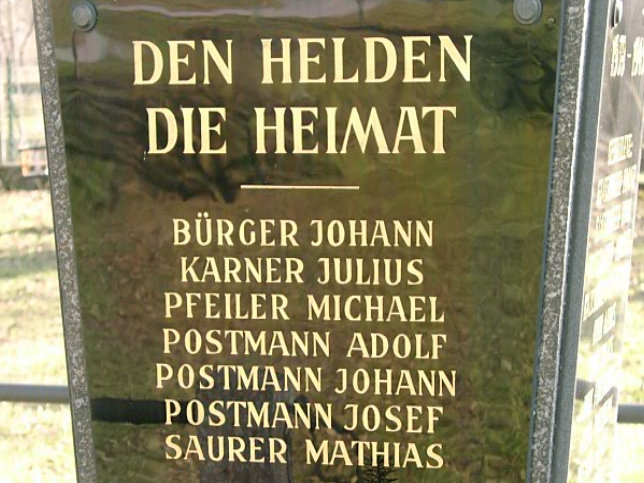 DEN HELDEN
DIE HEIMAT
BÜRGER JOHANN
KARNER JULIUS
PFEILER MICHAEL
POSTMANN ADOLF
POSTMANN JOHANN
POSTMANN JOSEF
SAURER MATHIAS